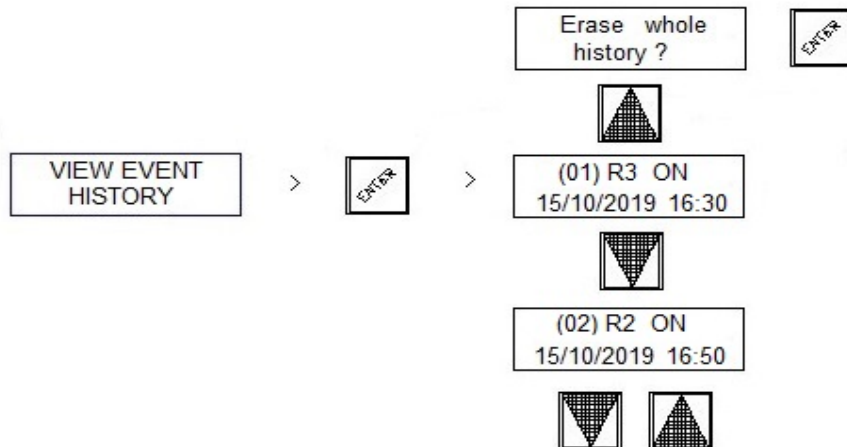 Erase whole
history ?
ENTER
VIEW EVENT
HISTORY
>
ENTER
>
(01) R3 ON
15/10/2019 16:30
(02) R2 ON
15/10/2019 16:50